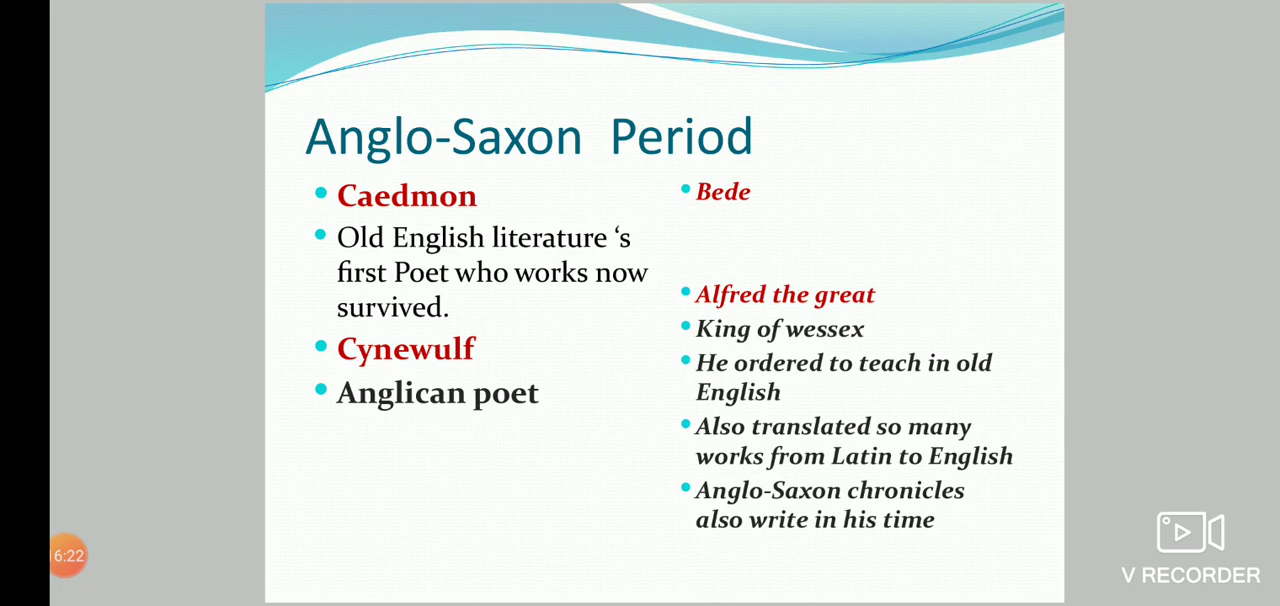 Anglo-Saxon Period
Caedmon
Old English literature ‘s
first Poet who works now
survived.
Cynewulf
Anglican poet
Bede
Alfred the great
King of wessex
He ordered to teach in old
English
Also translated so many
works from Latin to English
Anglo-Saxon chronicles
also write in his time
16:22
V RECORDER